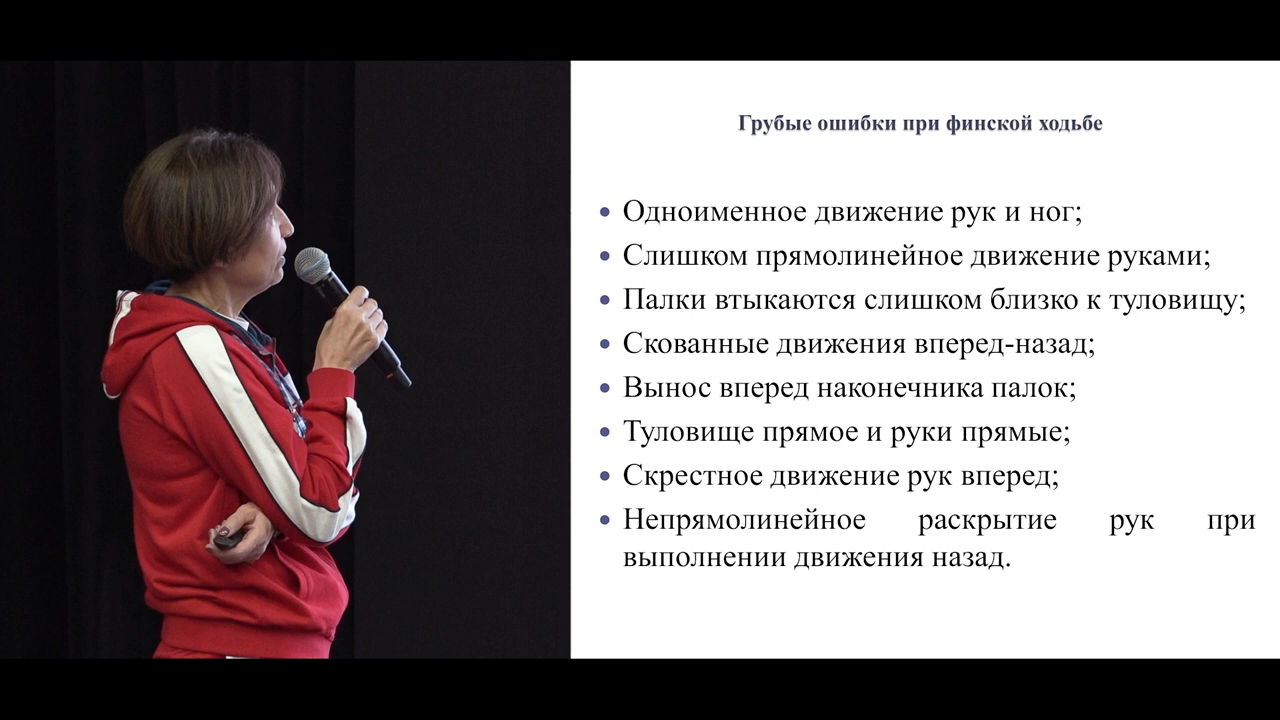 Грубые ошибки при финской ходьбе
Одноименное движение рук и ног;
Слишком прямолинейное движение руками;
Палки втыкаются слишком близко к туловищу;
Скованные движения вперед-назад;
Вынос вперед наконечника палок;
Туловище прямое и руки прямые;
Скрестное движение рук вперед;
Непрямолинейное раскрытие рук при
выполнении движения назад.